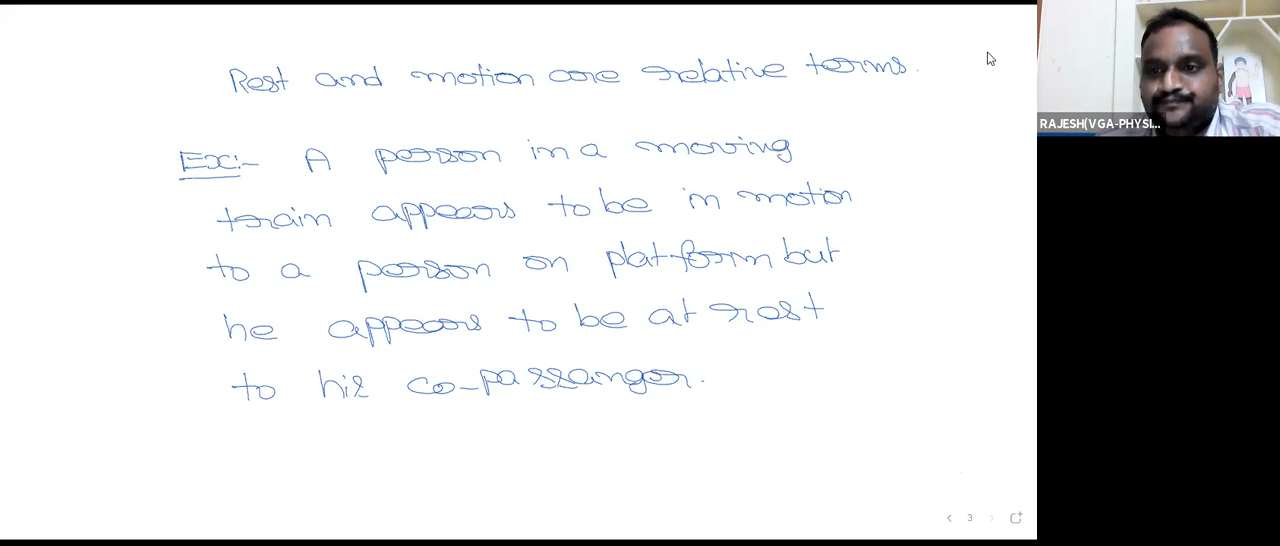 Rest and motion are relative terms.
RAJESH(VGA-PHYSI...
Ex:- A person in a moving
train appears to be in motion
to a person on platform but
he appears to be at rest
to his co-passanger.
3